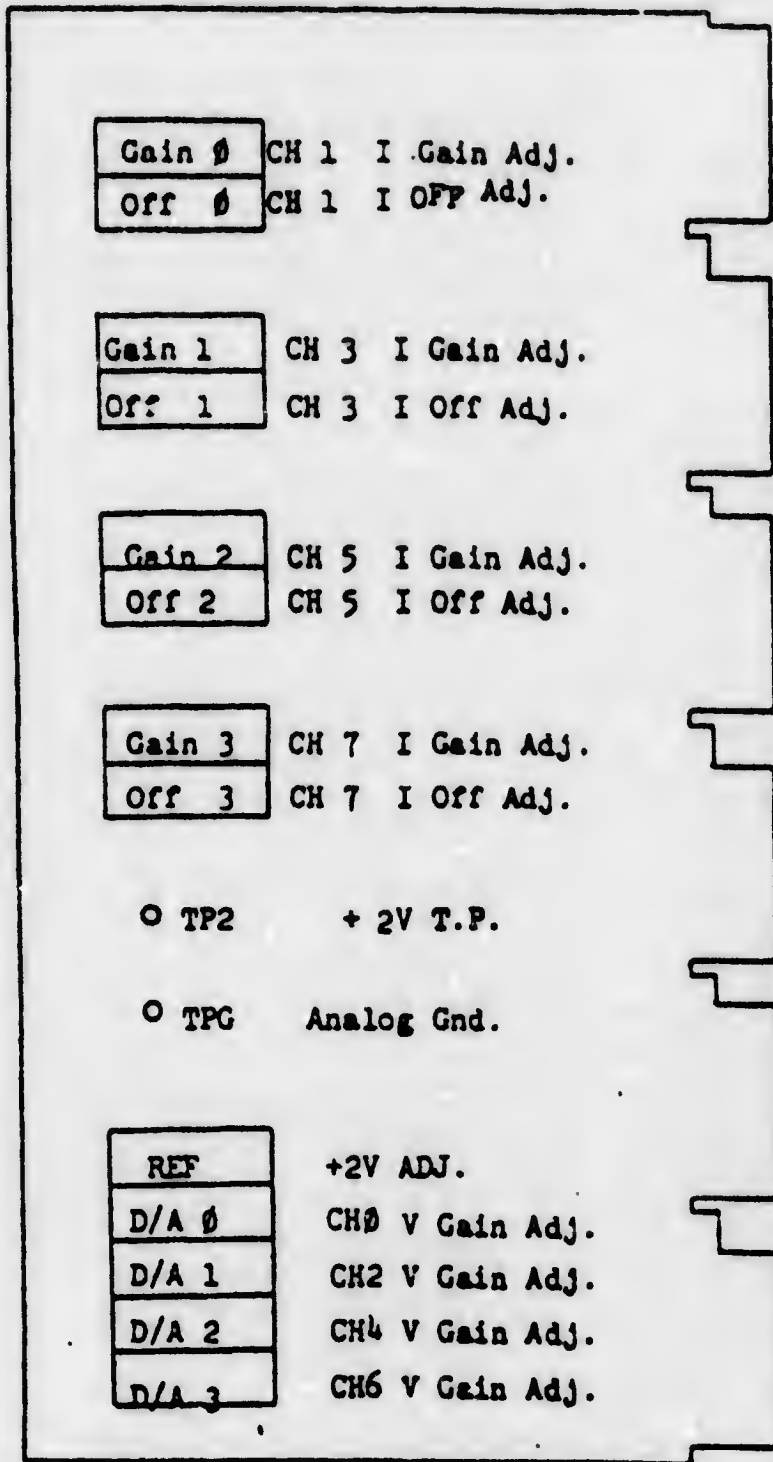 Gain Ø CH 1 I Gain Adj.
Off Ø CH 1 I OFF Adj.
Gain 1 CH 3 I Gain Adj.
Off 1 CH 3 I Off Adj.
Gain 2 CH 5 I Gain Adj.
Off 2 CH 5 I Off Adj.
Gain 3 CH 7 I Gain Adj.
Off 3 CH 7 I Off Adj.
TP2 + 2V T.P.
TPG Analog Gnd.
REF +2V ADJ.
D/A Ø CHØ V Gain Adj.
D/A 1 CH2 V Gain Adj.
D/A 2 CH4 V Gain Adj.
D/A 3 CH6 V Gain Adj.